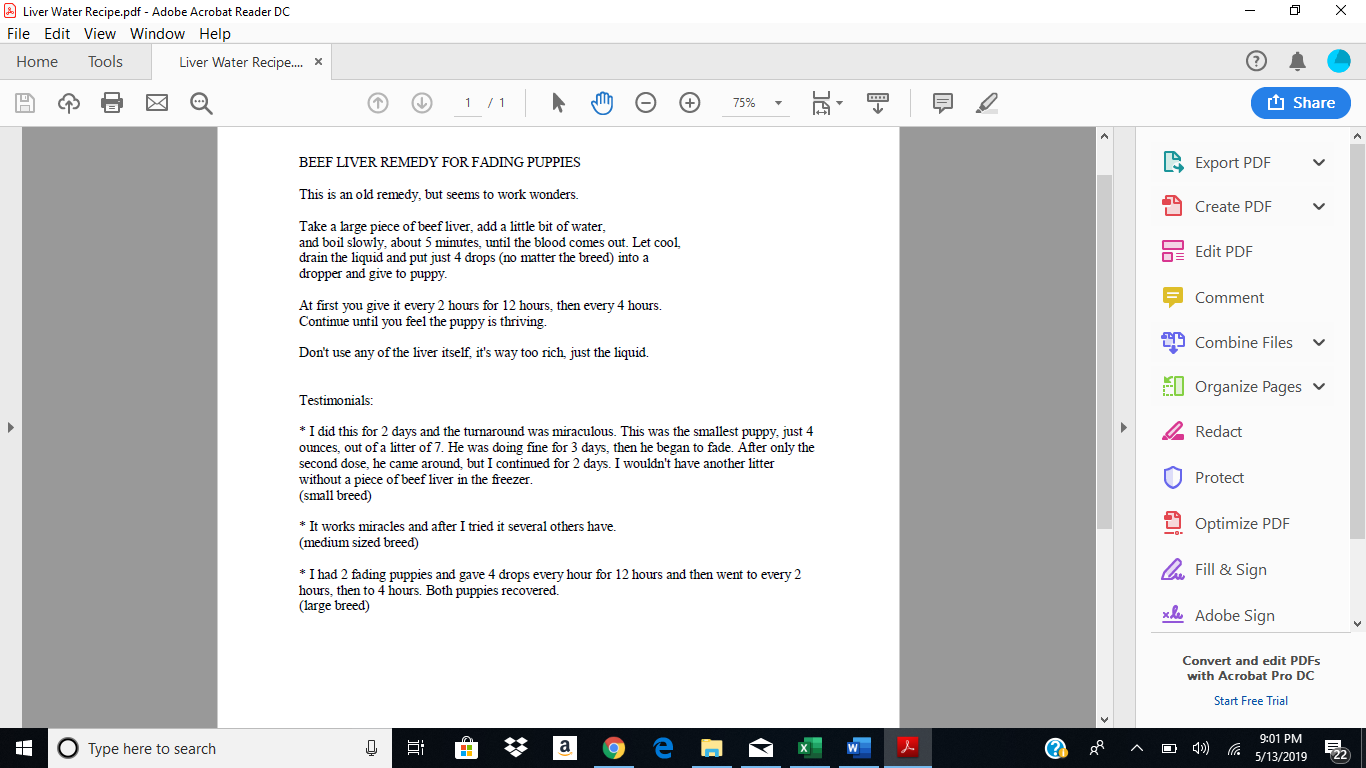 Liver Water Recipe.pdf - Adobe Acrobat Reader DC
File Edit View Window Help
Home Tools Liver Water Recipe....
1 / 1 75% Share
BEEF LIVER REMEDY FOR FADING PUPPIES
This is an old remedy, but seems to work wonders.
Take a large piece of beef liver, add a little bit of water,
and boil slowly, about 5 minutes, until the blood comes out. Let cool,
drain the liquid and put just 4 drops (no matter the breed) into a
dropper and give to puppy.
At first you give it every 2 hours for 12 hours, then every 4 hours.
Continue until you feel the puppy is thriving.
Don't use any of the liver itself, it's way too rich, just the liquid.
Testimonials:
* I did this for 2 days and the turnaround was miraculous. This was the smallest puppy, just 4
ounces, out of a litter of 7. He was doing fine for 3 days, then he began to fade. After only the
second dose, he came around, but I continued for 2 days. I wouldn't have another litter
without a piece of beef liver in the freezer.
(small breed)
* It works miracles and after I tried it several others have.
(medium sized breed)
* I had 2 fading puppies and gave 4 drops every hour for 12 hours and then went to every 2
hours, then to 4 hours. Both puppies recovered.
(large breed)
Export PDF
Create PDF
Edit PDF
Comment
Combine Files
Organize Pages
Redact
Protect
Optimize PDF
Fill & Sign
Adobe Sign
Convert and edit PDFs
with Acrobat Pro DC
Start Free Trial
Type here to search
9:01 PM
5/13/2019
22